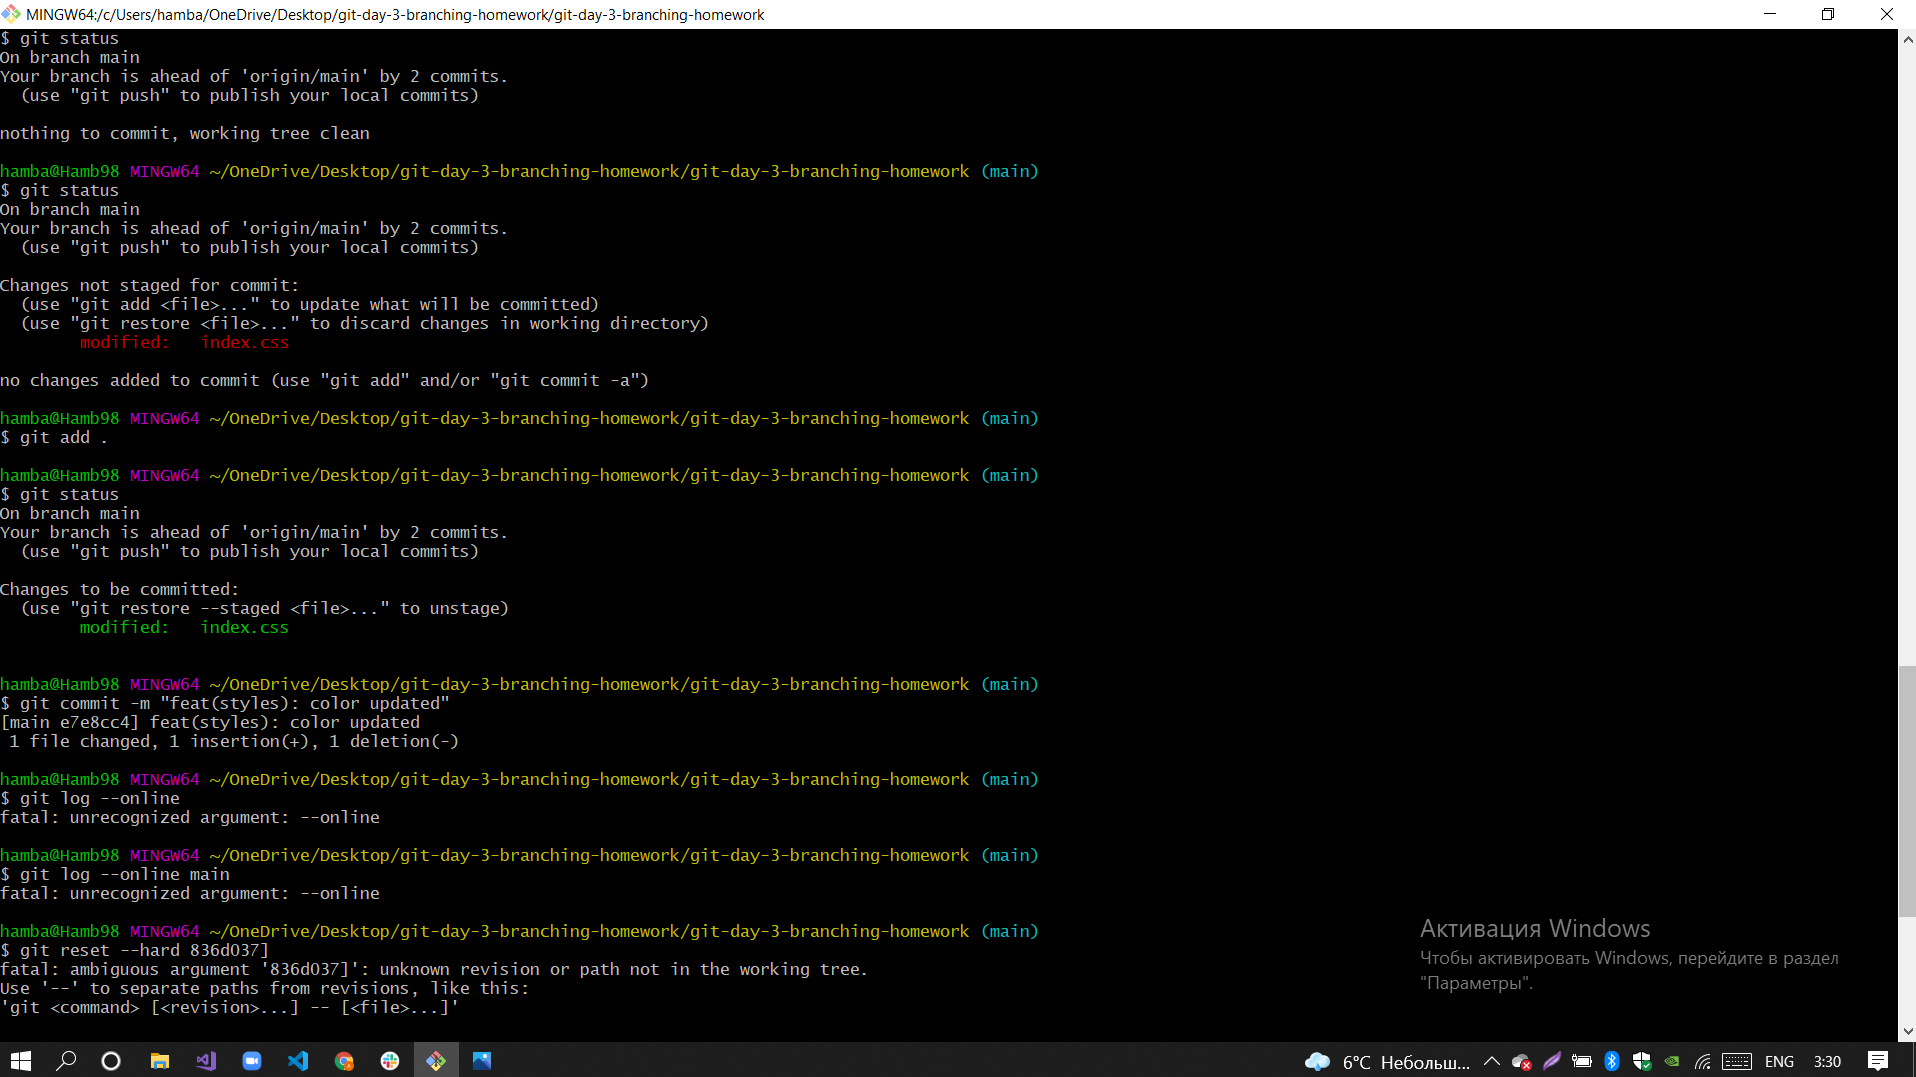 MINGW64:/c/Users/hamba/OneDrive/Desktop/git-day-3-branching-homework/git-day-3-branching-homework
$ git status
On branch main
Your branch is ahead of 'origin/main' by 2 commits.
  (use "git push" to publish your local commits)
nothing to commit, working tree clean
hamba@Hamb98 MINGW64 ~/OneDrive/Desktop/git-day-3-branching-homework/git-day-3-branching-homework (main)
$ git status
On branch main
Your branch is ahead of 'origin/main' by 2 commits.
  (use "git push" to publish your local commits)
Changes not staged for commit:
  (use "git add <file>..." to update what will be committed)
  (use "git restore <file>..." to discard changes in working directory)
        modified:   index.css
no changes added to commit (use "git add" and/or "git commit -a")
hamba@Hamb98 MINGW64 ~/OneDrive/Desktop/git-day-3-branching-homework/git-day-3-branching-homework (main)
$ git add .
hamba@Hamb98 MINGW64 ~/OneDrive/Desktop/git-day-3-branching-homework/git-day-3-branching-homework (main)
$ git status
On branch main
Your branch is ahead of 'origin/main' by 2 commits.
  (use "git push" to publish your local commits)
Changes to be committed:
  (use "git restore --staged <file>..." to unstage)
        modified:   index.css
hamba@Hamb98 MINGW64 ~/OneDrive/Desktop/git-day-3-branching-homework/git-day-3-branching-homework (main)
$ git commit -m "feat(styles): color updated"
[main e7e8cc4] feat(styles): color updated
 1 file changed, 1 insertion(+), 1 deletion(-)
hamba@Hamb98 MINGW64 ~/OneDrive/Desktop/git-day-3-branching-homework/git-day-3-branching-homework (main)
$ git log --online
fatal: unrecognized argument: --online
hamba@Hamb98 MINGW64 ~/OneDrive/Desktop/git-day-3-branching-homework/git-day-3-branching-homework (main)
$ git log --online main
fatal: unrecognized argument: --online
hamba@Hamb98 MINGW64 ~/OneDrive/Desktop/git-day-3-branching-homework/git-day-3-branching-homework (main)
$ git reset --hard 836d037]
fatal: ambiguous argument '836d037]': unknown revision or path not in the working tree.
Use '--' to separate paths from revisions, like this:
'git <command> [<revision>...] -- [<file>...]'
Активация Windows
Чтобы активировать Windows, перейдите в раздел
"Параметры".
6°C Небольш... ENG 3:30